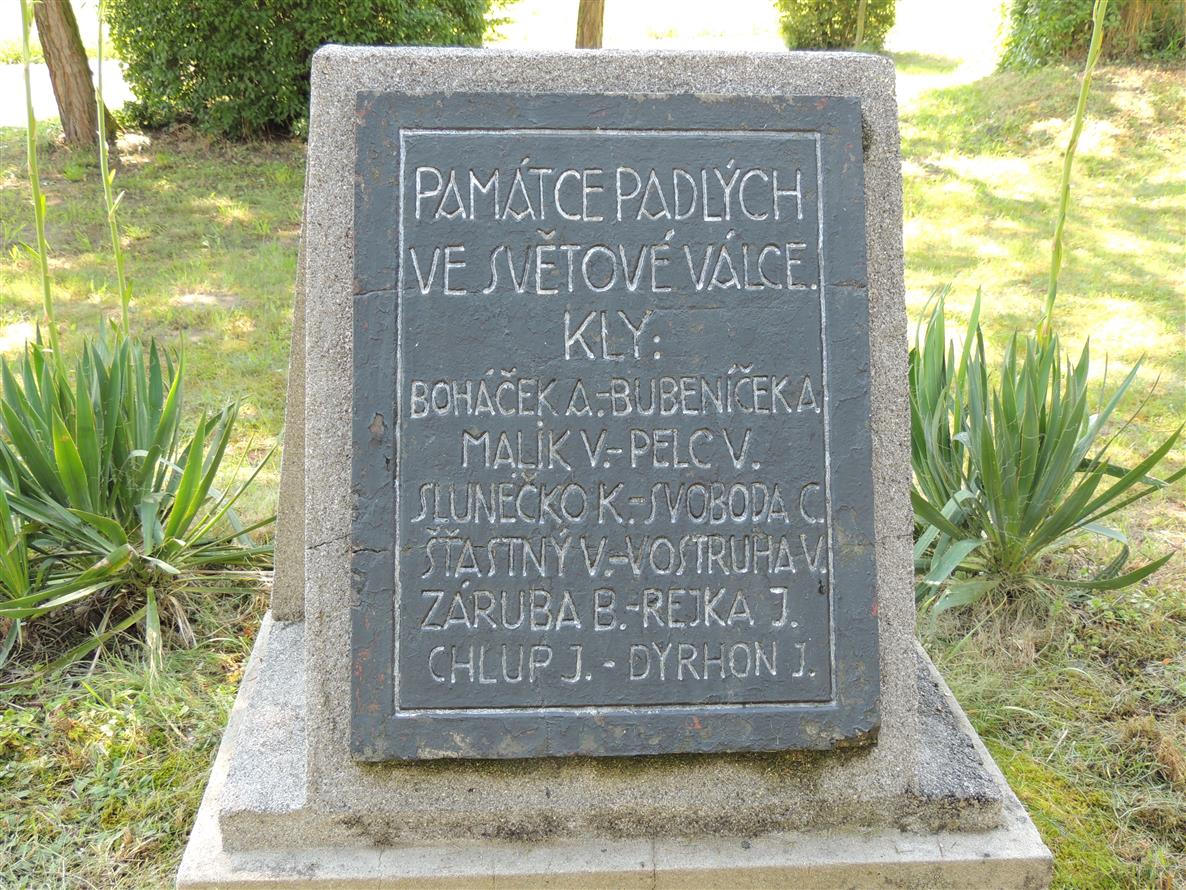 PAMÁTCE PADLÝCH
VE SVĚTOVÉ VÁLCE.
KLY:
BOHÁČEK A.-BUBENÍČEK A.
MALÍK V.-PELC V.
SLUNEČKO K.-SVOBODA C.
ŠŤASTNÝ V.-VOSTRUHA V.
ZÁRUBA B.-REJKA J.
CHLUP J. - DYRHON J.